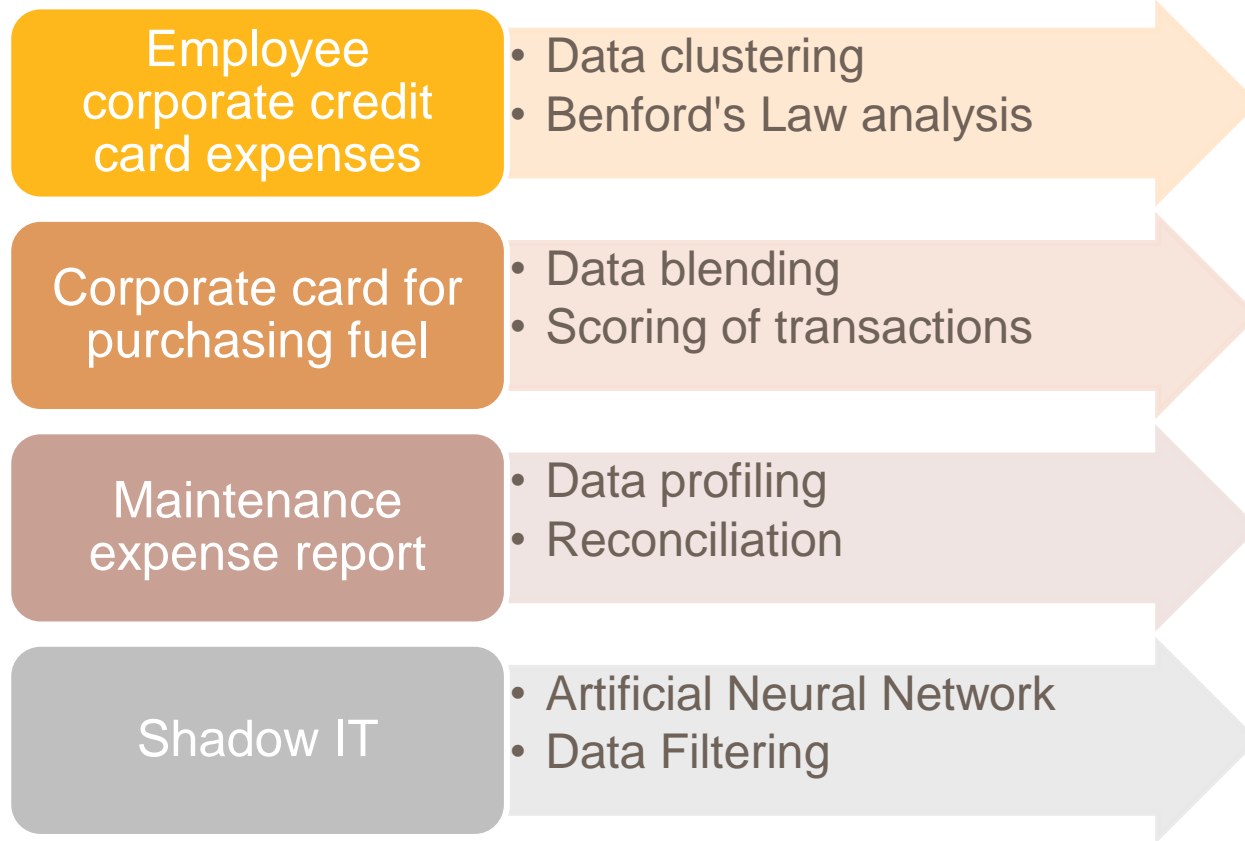 Employee
corporate credit
card expenses
• Data clustering
• Benford's Law analysis
Corporate card for
purchasing fuel
• Data blending
• Scoring of transactions
Maintenance
expense report
• Data profiling
• Reconciliation
Shadow IT
• Artificial Neural Network
• Data Filtering